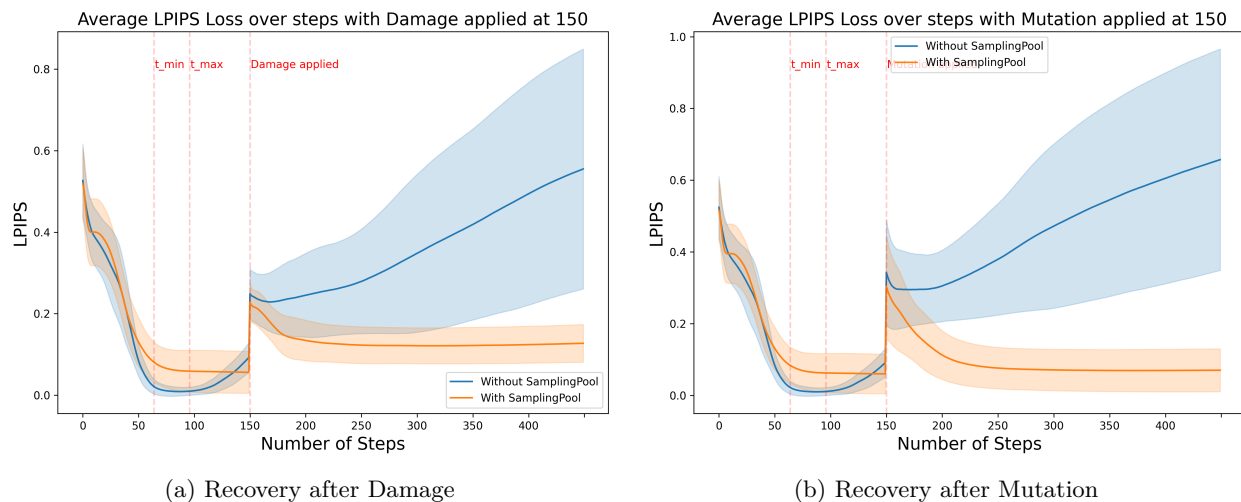 Average LPIPS Loss over steps with Damage applied at 150
LPIPS
0.8
0.6
0.4
0.2
0.0
t_min
t_max
Damage applied
Without SamplingPool
With SamplingPool
0
50
100
150
200
250
300
350
400
Number of Steps
(a) Recovery after Damage
Average LPIPS Loss over steps with Mutation applied at 150
LPIPS
1.0
0.8
0.6
0.4
0.2
0.0
t_min
t_max
Without SamplingPool
With SamplingPool
0
50
100
150
200
250
300
350
400
Number of Steps
(b) Recovery after Mutation